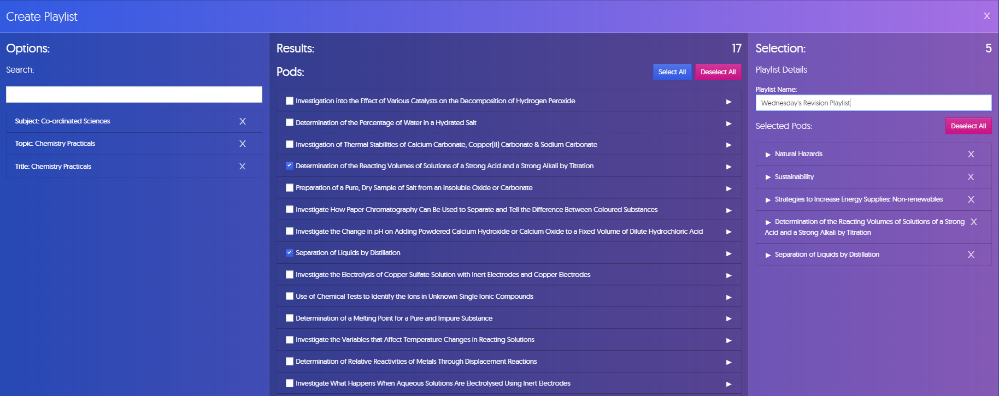 Create Playlist
X
Options:
Search:
Subject: Co-ordinated Sciences X
Topic: Chemistry Practicals X
Title: Chemistry Practicals X
Results: 17
Pods: Select All Deselect All
Investigation into the Effect of Various Catalysts on the Decomposition of Hydrogen Peroxide
Determination of the Percentage of Water in a Hydrated Salt
Investigation of Thermal Stabilities of Calcium Carbonate, Copper(II) Carbonate & Sodium Carbonate
Determination of the Reacting Volumes of Solutions of a Strong Acid and a Strong Alkali by Titration
Preparation of a Pure, Dry Sample of Salt from an Insoluble Oxide or Carbonate
Investigate How Paper Chromatography Can Be Used to Separate and Tell the Difference Between Coloured Substances
Investigate the Change in pH on Adding Powdered Calcium Hydroxide or Calcium Oxide to a Fixed Volume of Dilute Hydrochloric Acid
Separation of Liquids by Distillation
Investigate the Electrolysis of Copper Sulfate Solution with Inert Electrodes and Copper Electrodes
Use of Chemical Tests to Identify the Ions in Unknown Single Ionic Compounds
Determination of a Melting Point for a Pure and Impure Substance
Investigate the Variables that Affect Temperature Changes in Reacting Solutions
Determination of Relative Reactivities of Metals Through Displacement Reactions
Investigate What Happens When Aqueous Solutions Are Electrolysed Using Inert Electrodes
Selection: 5
Playlist Details
Playlist Name:
Wednesday's Revision Playlist
Selected Pods: Deselect All
Natural Hazards X
Sustainability X
Strategies to Increase Energy Supplies: Non-renewables X
Determination of the Reacting Volumes of Solutions of a Strong X
Acid and a Strong Alkali by Titration
Separation of Liquids by Distillation X